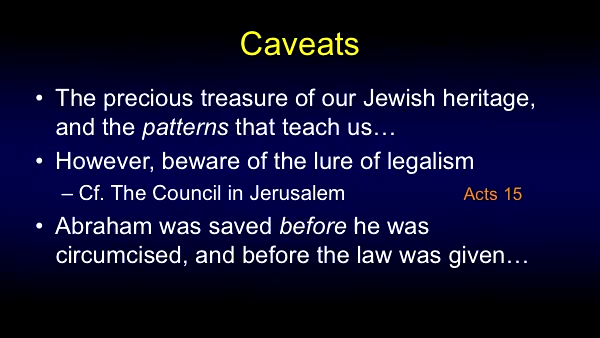 Caveats
• The precious treasure of our Jewish heritage,
and the patterns that teach us…
• However, beware of the lure of legalism
– Cf. The Council in Jerusalem Acts 15
• Abraham was saved before he was
circumcised, and before the law was given…